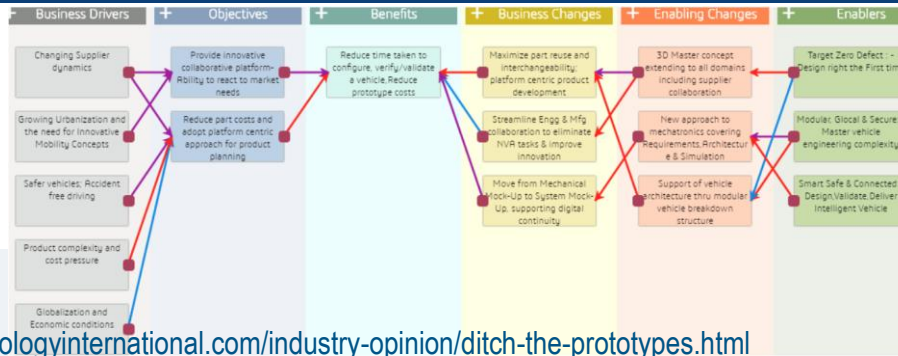 + Business Drivers
+ Objectives
+ Benefits
+ Business Changes
+ Enabling Changes
+ Enablers
Changing Supplier
dynamics
Growing Urbanization and
the need for Innovative
Mobility Concepts
Safer vehicles; Accident
free driving
Product complexity and
cost pressure
Globalization and
Economic conditions
Provide innovative
collaborative platform-
Ability to react to market
needs
Reduce part costs and
adopt platform centric
approach for product
planning
Reduce time taken to
configure, verify/validate
a vehicle,Reduce
prototype costs
Maximize part reuse and
interchangeability;
platform centric product
development
Streamline Engg & Mfg
collaboration to eliminate
NVA tasks & improve
innovation
Move from Mechanical
Mock-Up to System Mock-
Up, supporting digital
continuity
3D Master concept
extending to all domains
including supplier
collaboration
New approach to
mechatronics covering
Requirements,Architectur
e & Simulation
Support of vehicle
architecture thru modular
vehicle breakdown
structure
Target Zero Defect : -
Design right the First tim
Modular, Glocal & Secure
Master vehicle
engineering complexity
Smart Safe & Connected
Design,Validate,Deliver
Intelligent Vehicle
ologyinternational.com/industry-opinion/ditch-the-prototypes.html